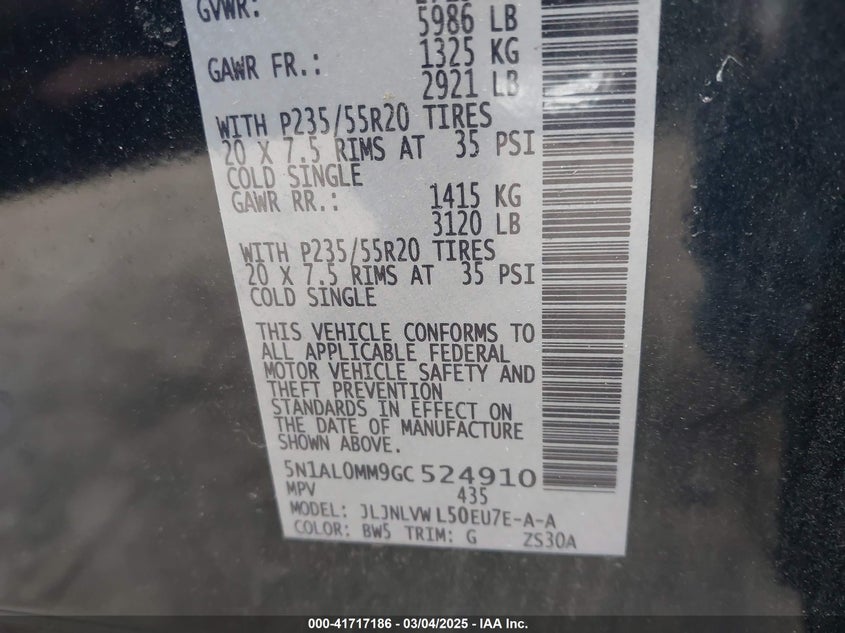 GVWR:
5986 LB
GAWR FR.: 1325 KG
2921 LB
WITH P235/55R20 TIRES
20 X 7.5 RIMS AT 35 PSI
COLD SINGLE
GAWR RR.: 1415 KG
3120 LB
WITH P235/55R20 TIRES
20 X 7.5 RIMS AT 35 PSI
COLD SINGLE
THIS VEHICLE CONFORMS TO
ALL APPLICABLE FEDERAL
MOTOR VEHICLE SAFETY AND
THEFT PREVENTION
STANDARDS IN EFFECT ON
THE DATE OF MANUFACTURE
SHOWN ABOVE.
5N1AL0MM9GC 524910
MPV 435
MODEL: JLJNLVW L50EU7E-A-A
COLOR: BW5 TRIM: G ZS30A
000-41717186 - 03/04/2025 - IAA Inc.